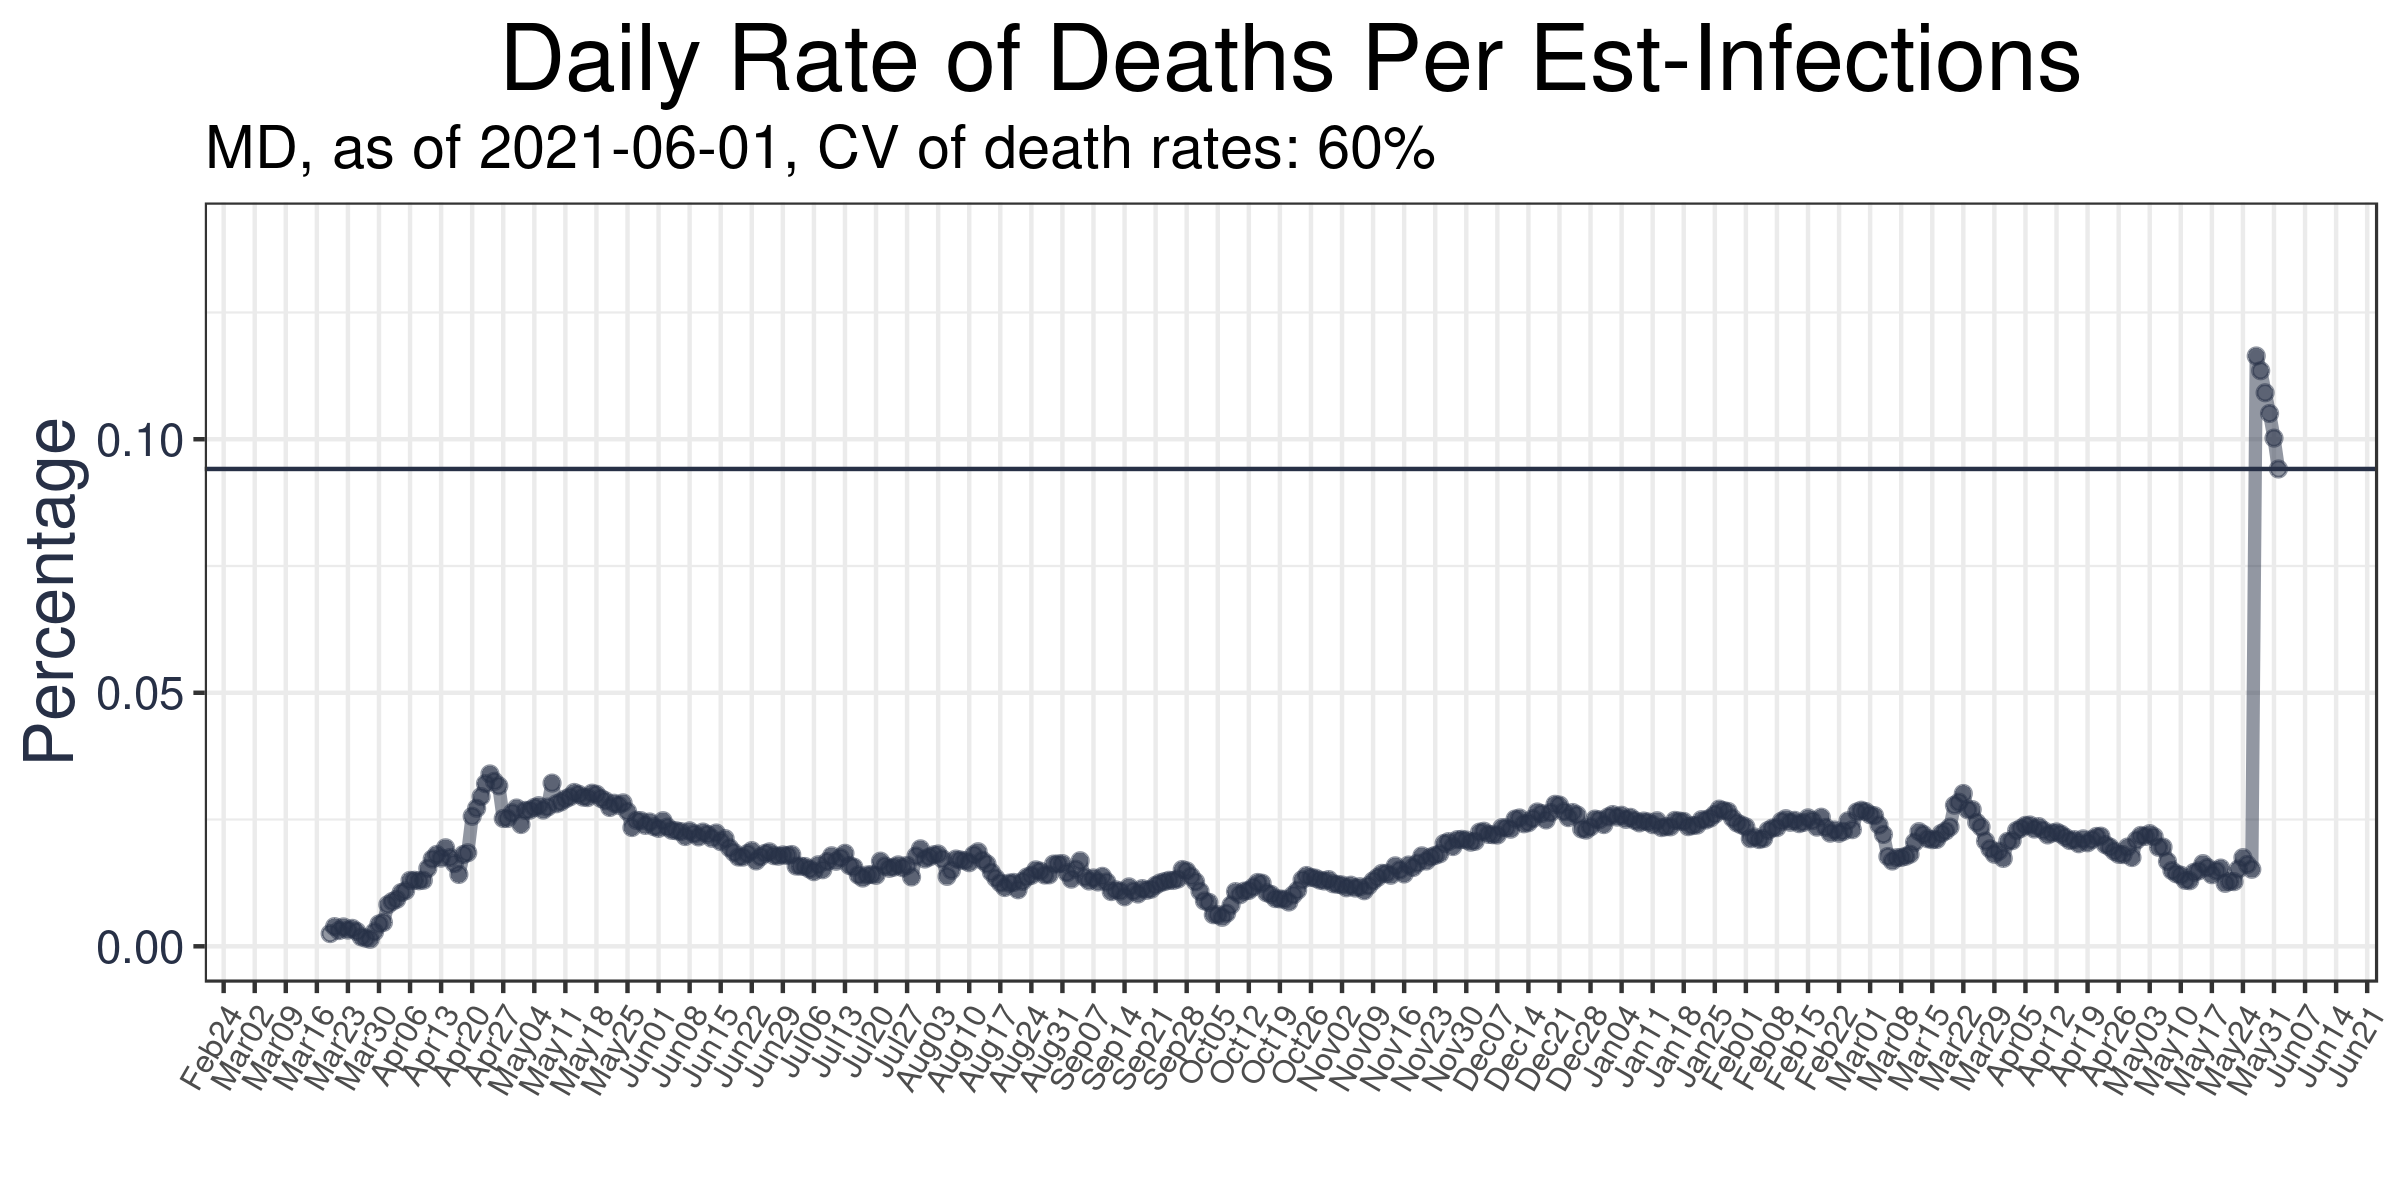 Daily Rate of Deaths Per Est-Infections
MD, as of 2021-06-01, CV of death rates: 60%
Percentage
0.10
0.05
0.00
Feb24
Mar02
Mar09
Mar16
Mar23
Mar30
Apr06
Apr13
Apr20
Apr27
May04
May11
May18
May25
Jun01
Jun08
Jun15
Jun22
Jun29
Jul06
Jul13
Jul20
Jul27
Aug03
Aug10
Aug17
Aug24
Aug31
Sep07
Sep14
Sep21
Sep28
Oct05
Oct12
Oct19
Oct26
Nov02
Nov09
Nov16
Nov23
Nov30
Dec07
Dec14
Dec21
Dec28
Jan04
Jan11
Jan18
Jan25
Feb01
Feb08
Feb15
Feb22
Mar01
Mar08
Mar15
Mar22
Mar29
Apr05
Apr12
Apr19
Apr26
May03
May10
May17
May24
May31
Jun07
Jun14
Jun21